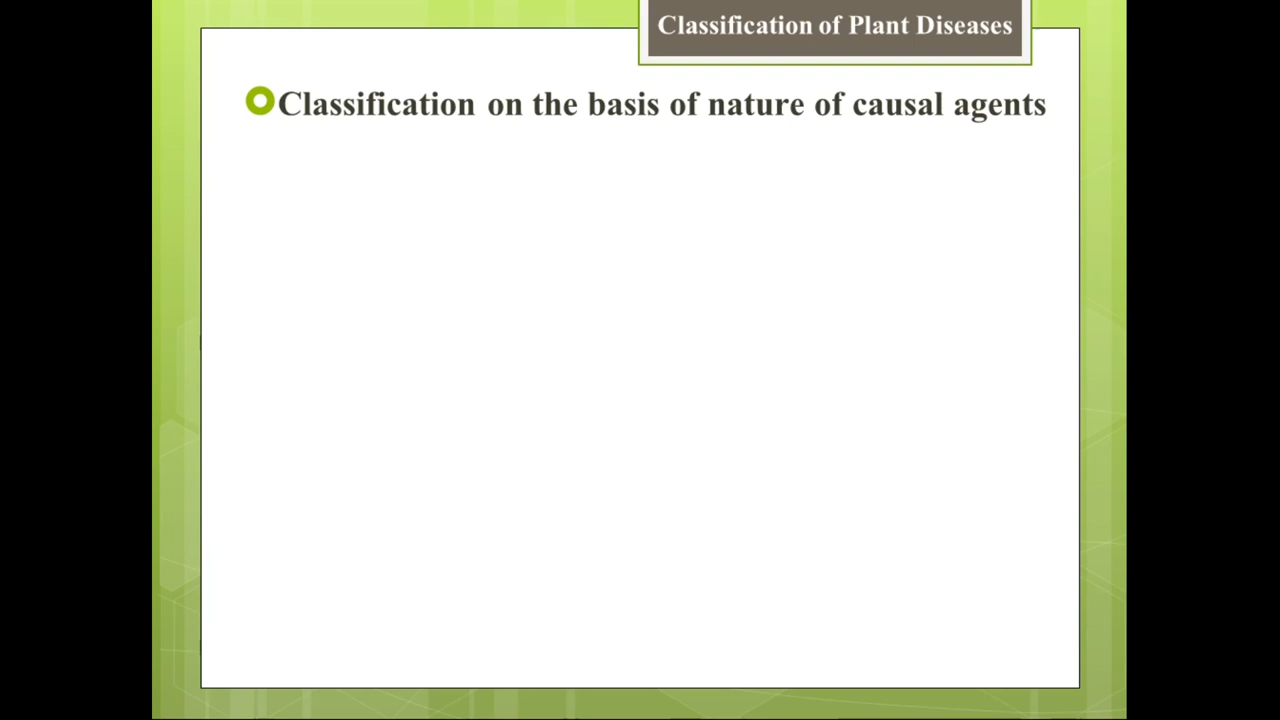 Classification of Plant Diseases
Classification on the basis of nature of causal agents